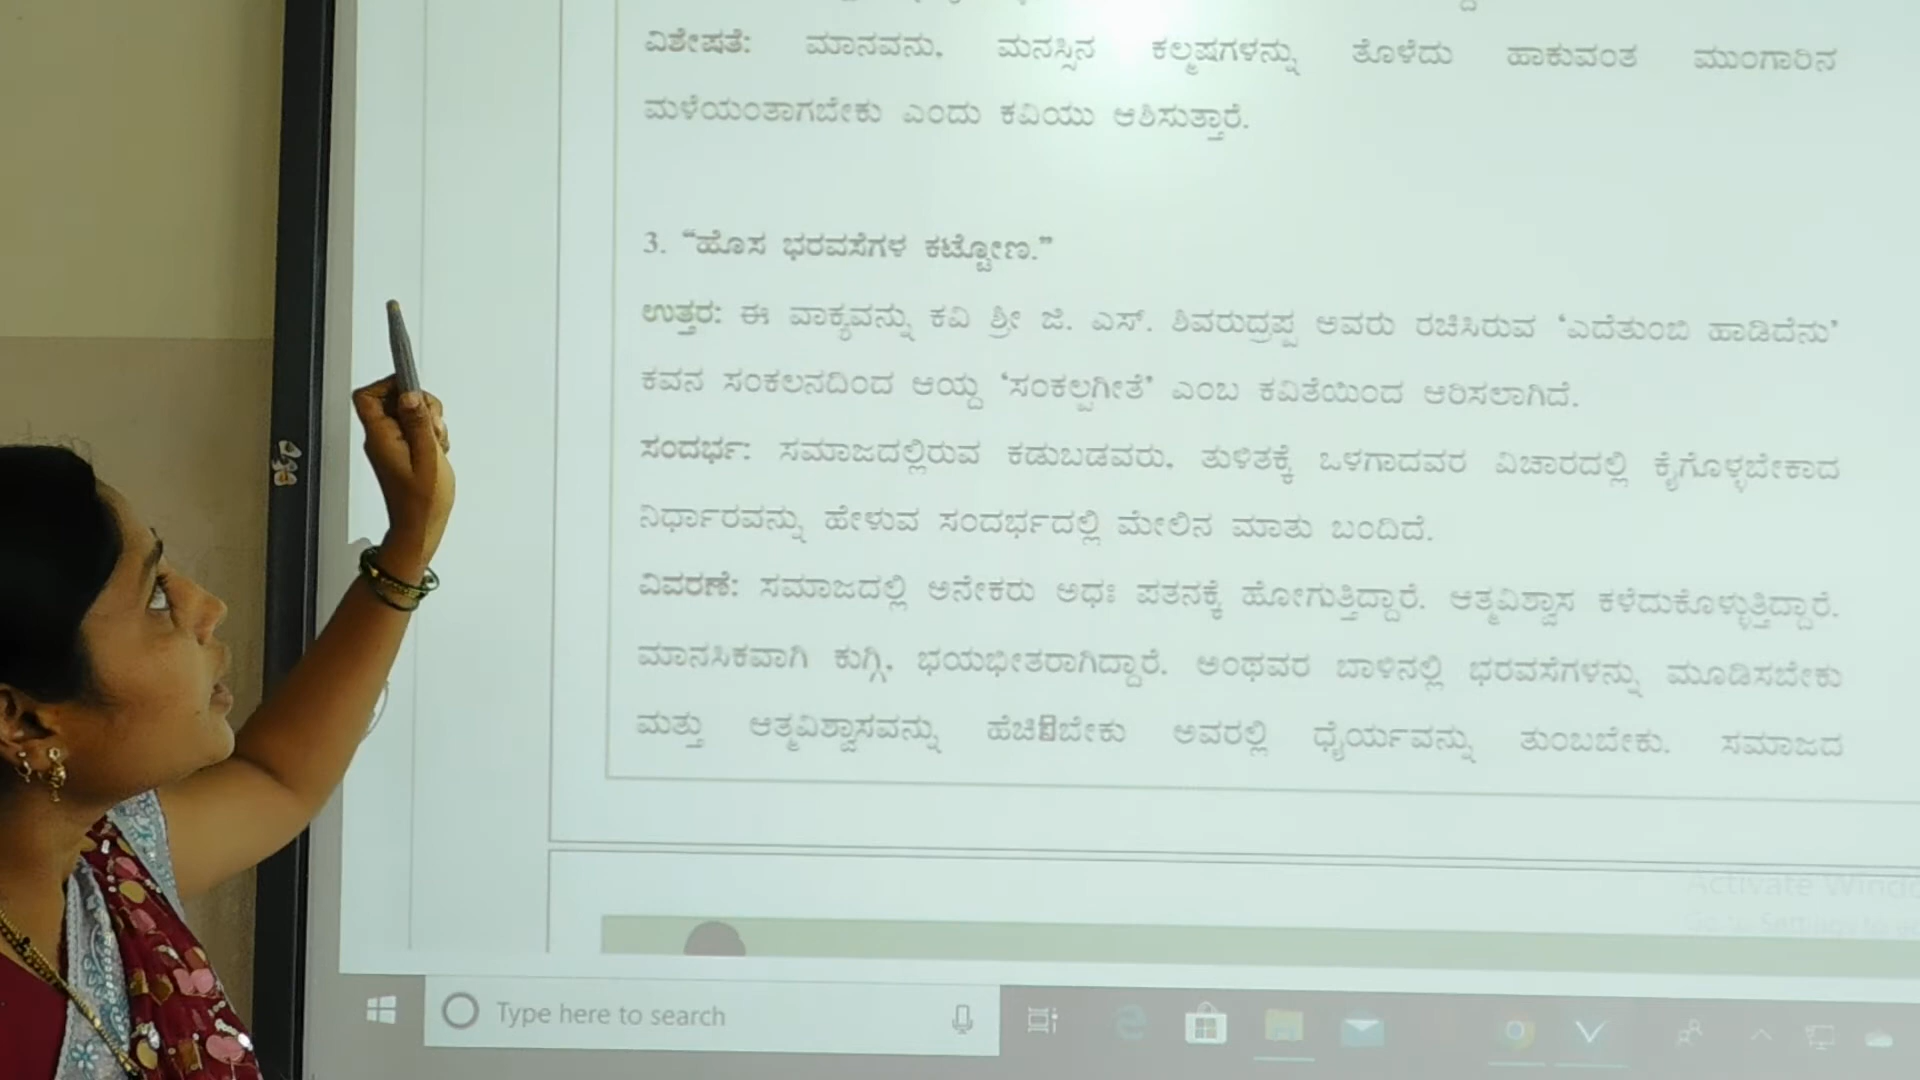 ವಿಶೇಷತೆ: ಮಾನವನು, ಮನಸ್ಸಿನ ಕಲ್ಮಷಗಳನ್ನು ತೊಳೆದು ಹಾಕುವಂತ ಮುಂಗಾರಿನ
ಮಳೆಯಂತಾಗಬೇಕು ಎಂದು ಕವಿಯು ಆಶಿಸುತ್ತಾರೆ.
3. “ಹೊಸ ಭರವಸೆಗಳ ಕಟ್ಟೋಣ.”
ಉತ್ತರ: ಈ ವಾಕ್ಯವನ್ನು ಕವಿ ಶ್ರೀ ಜಿ. ಎಸ್. ಶಿವರುದ್ರಪ್ಪ ಅವರು ರಚಿಸಿರುವ ‘ಎದೆತುಂಬಿ ಹಾಡಿದೆನು’
ಕವನ ಸಂಕಲನದಿಂದ ಆಯ್ದ ‘ಸಂಕಲ್ಪಗೀತೆ’ ಎಂಬ ಕವಿತೆಯಿಂದ ಆರಿಸಲಾಗಿದೆ.
ಸಂದರ್ಭ: ಸಮಾಜದಲ್ಲಿರುವ ಕಡುಬಡವರು, ತುಳಿತಕ್ಕೆ ಒಳಗಾದವರ ವಿಚಾರದಲ್ಲಿ ಕೈಗೊಳ್ಳಬೇಕಾದ
ನಿರ್ಧಾರವನ್ನು ಹೇಳುವ ಸಂದರ್ಭದಲ್ಲಿ ಮೇಲಿನ ಮಾತು ಬಂದಿದೆ.
ವಿವರಣೆ: ಸಮಾಜದಲ್ಲಿ ಅನೇಕರು ಅಧಃ ಪತನಕ್ಕೆ ಹೋಗುತ್ತಿದ್ದಾರೆ. ಆತ್ಮವಿಶ್ವಾಸ ಕಳೆದುಕೊಳ್ಳುತ್ತಿದ್ದಾರೆ.
ಮಾನಸಿಕವಾಗಿ ಕುಗ್ಗಿ, ಭಯಭೀತರಾಗಿದ್ದಾರೆ. ಅಂಥವರ ಬಾಳಿನಲ್ಲಿ ಭರವಸೆಗಳನ್ನು ಮೂಡಿಸಬೇಕು
ಮತ್ತು ಆತ್ಮವಿಶ್ವಾಸವನ್ನು ಅವರಲ್ಲಿ ಧೈರ್ಯವನ್ನು ತುಂಬಬೇಕು. ಸಮಾಜದ
Activate
Type here to search